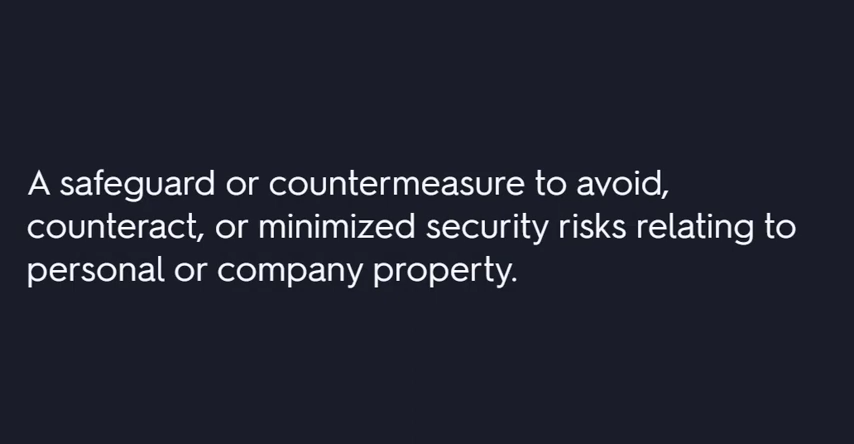 A safeguard or countermeasure to avoid,
counteract, or minimized security risks relating to
personal or company property.